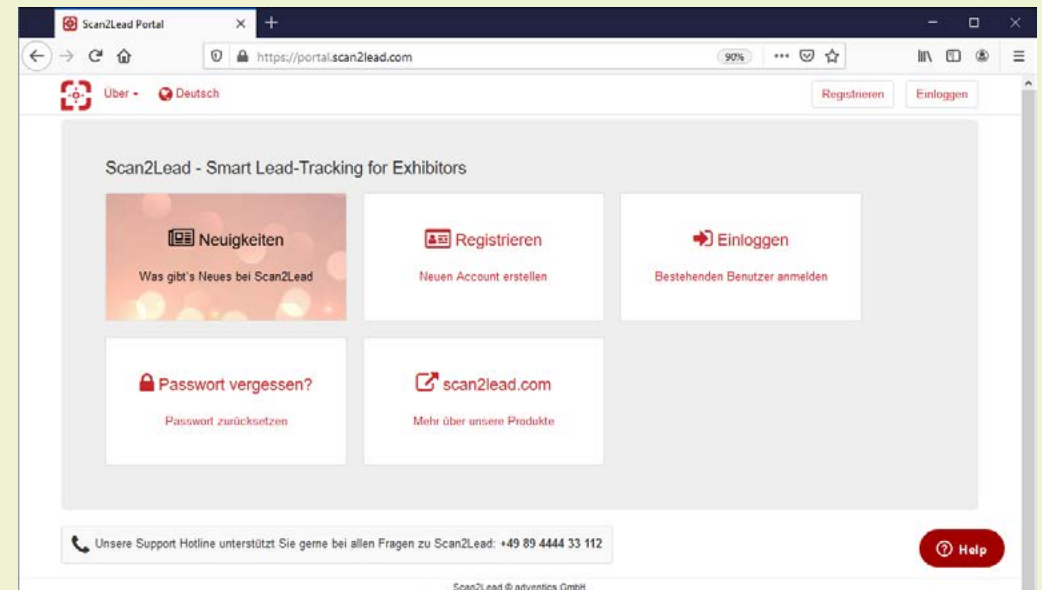 Scan2Lead Portal
https://portal.scan2lead.com
90%
Über
Deutsch
Registrieren
Einloggen
Scan2Lead - Smart Lead-Tracking for Exhibitors
Neuigkeiten
Was gibt's Neues bei Scan2Lead
Registrieren
Neuen Account erstellen
Einloggen
Bestehenden Benutzer anmelden
Passwort vergessen?
Passwort zurücksetzen
scan2lead.com
Mehr über unsere Produkte
Unsere Support Hotline unterstützt Sie gerne bei allen Fragen zu Scan2Lead: +49 89 4444 33 112
Help
Scan2Lead © adventics GmbH